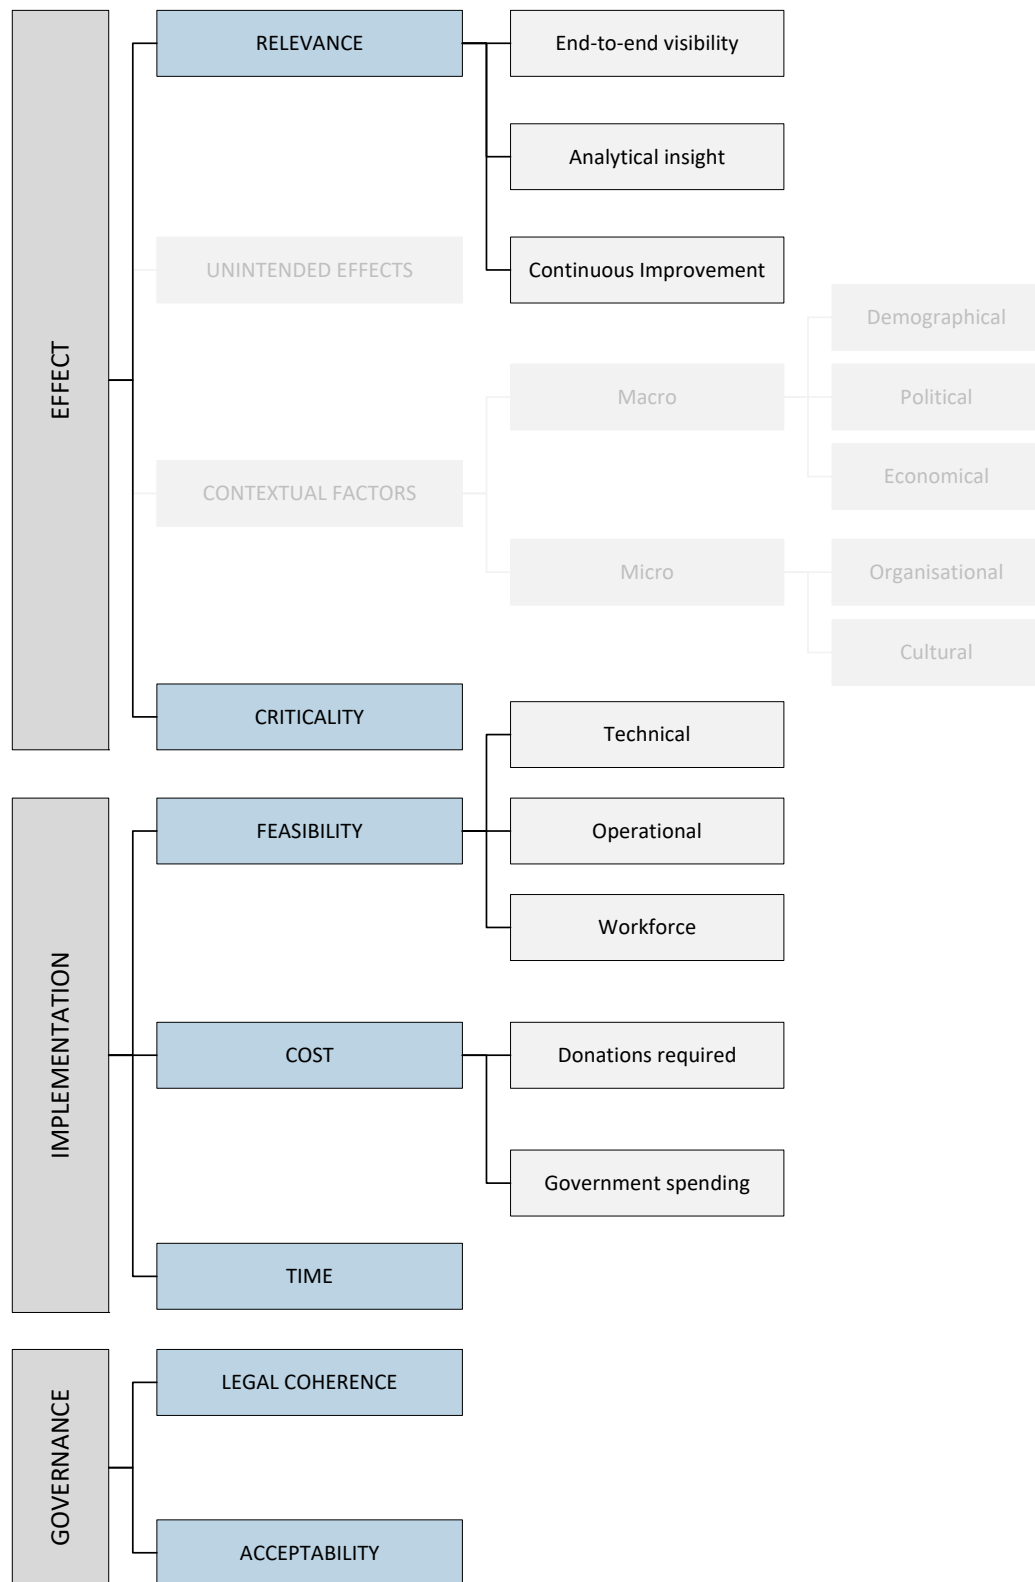 EFFECT
RELEVANCE
End-to-end visibility
Analytical insight
Continuous Improvement
UNINTENDED EFFECTS
CONTEXTUAL FACTORS
Macro
Demographical
Political
Economical
Micro
Organisational
Cultural
CRITICALITY
IMPLEMENTATION
FEASIBILITY
Technical
Operational
Workforce
COST
Donations required
Government spending
TIME
GOVERNANCE
LEGAL COHERENCE
ACCEPTABILITY